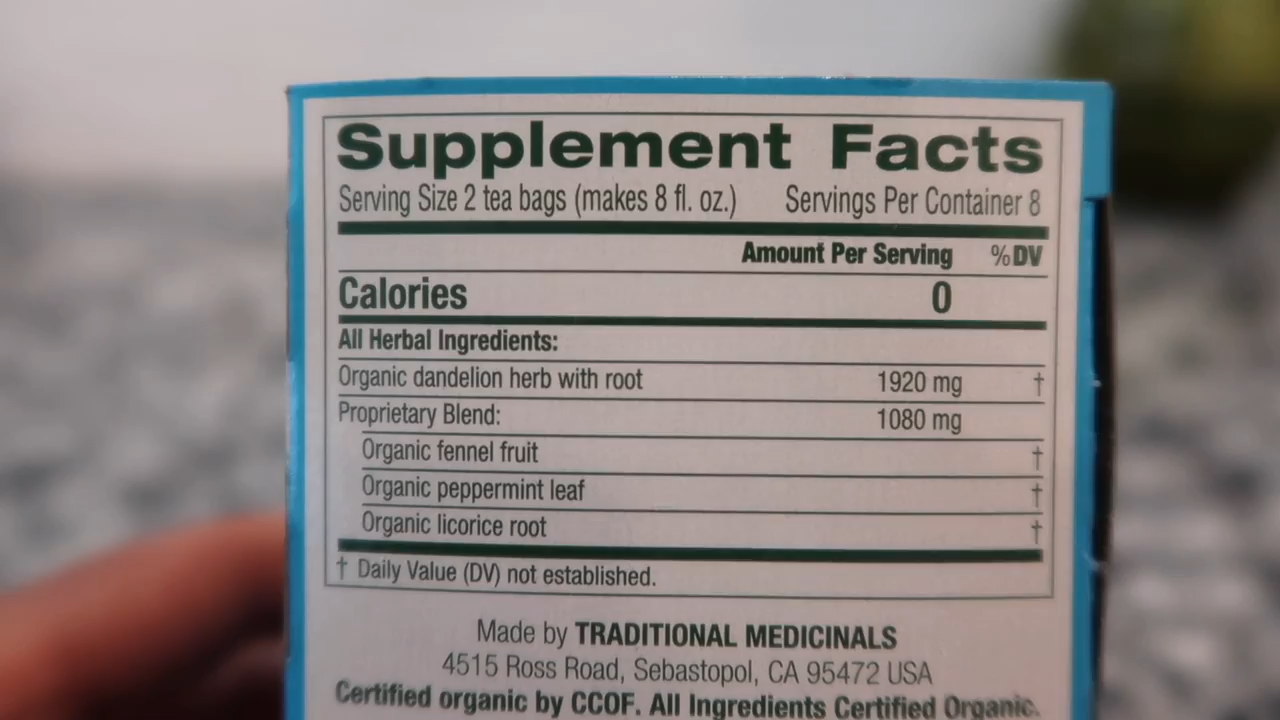 Supplement Facts
Serving Size 2 tea bags (makes 8 fl. oz.) Servings Per Container 8
Amount Per Serving %DV
Calories 0
All Herbal Ingredients:
Organic dandelion herb with root 1920 mg †
Proprietary Blend: 1080 mg
Organic fennel fruit †
Organic peppermint leaf †
Organic licorice root †
† Daily Value (DV) not established.
Made by TRADITIONAL MEDICINALS
4515 Ross Road, Sebastopol, CA 95472 USA
Certified organic by CCOF. All Ingredients Certified Organic.